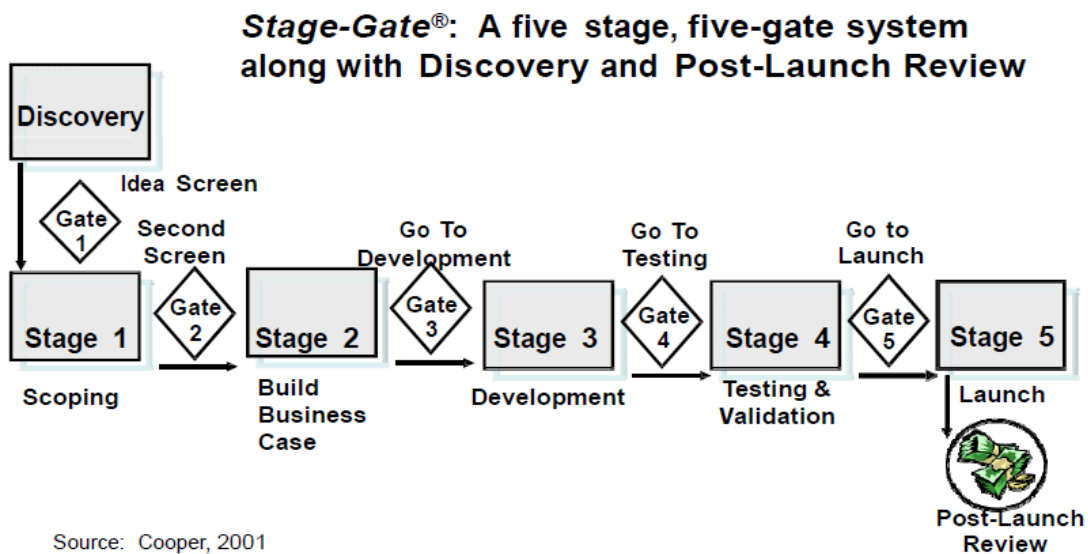 Stage-Gate®: A five stage, five-gate system
along with Discovery and Post-Launch Review
Discovery
Idea Screen
Gate
1
Second
Screen
Go To
Development
Go To
Testing
Go to
Launch
Stage 1
Gate
2
Stage 2
Gate
3
Stage 3
Gate
4
Stage 4
Gate
5
Stage 5
Scoping
Build
Business
Case
Development
Testing &
Validation
Launch
Post-Launch
Review
Source: Cooper, 2001